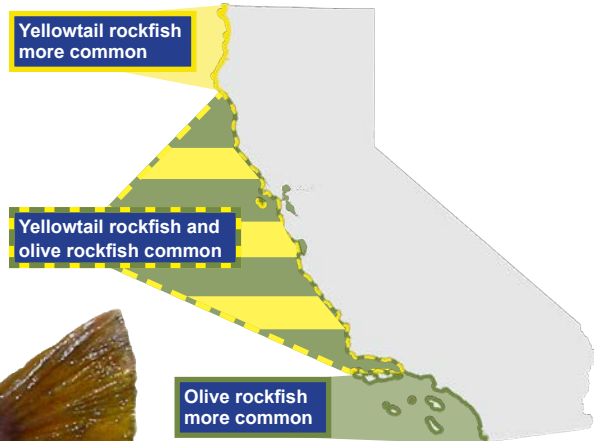 Yellowtail rockfish
more common
Yellowtail rockfish and
olive rockfish common
Olive rockfish
more common